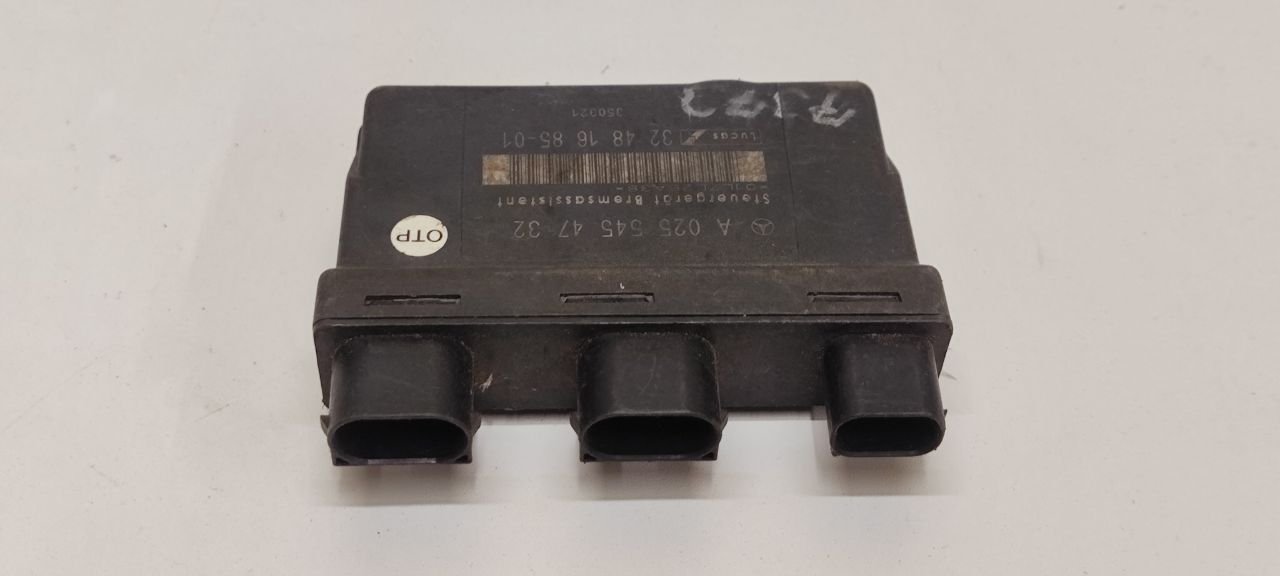 A 025 545 47 32
Steuergerät Bremsassistent
Lucas 32 48 16 85-01
350321
OTP